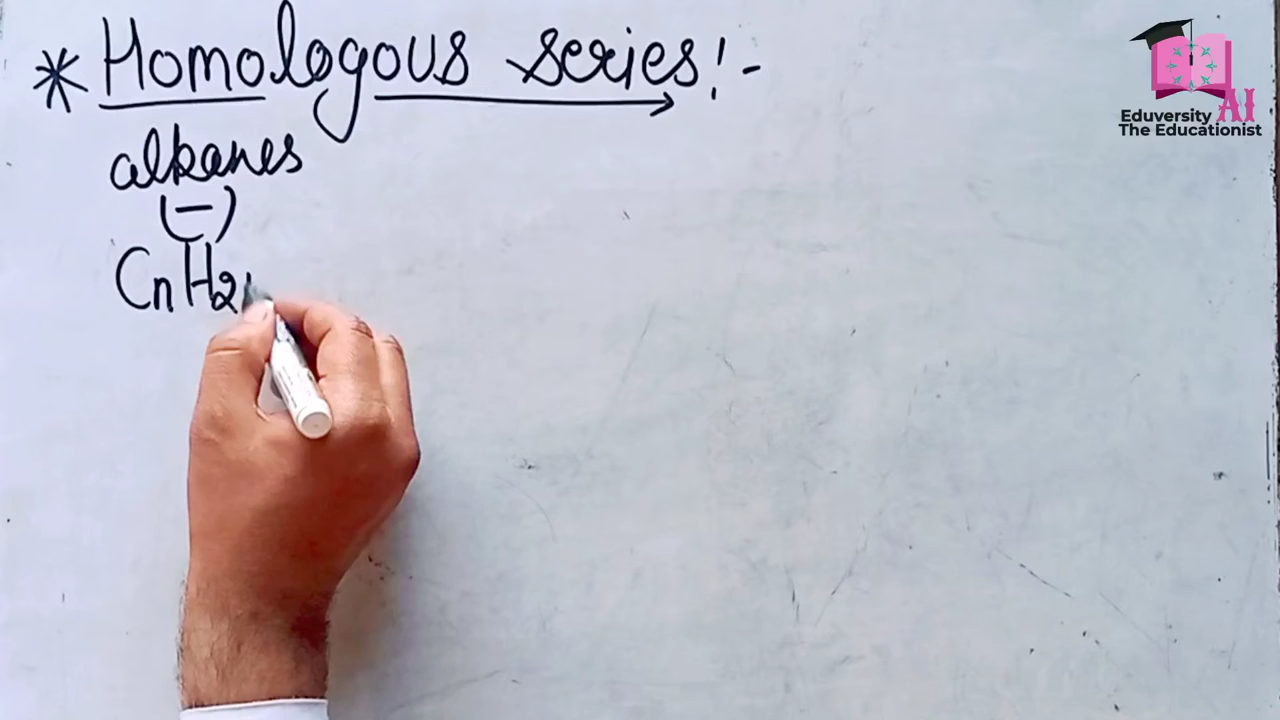 * Homologous series:-
alkanes
(-)
CnH2
Eduversity AI
The Educationist